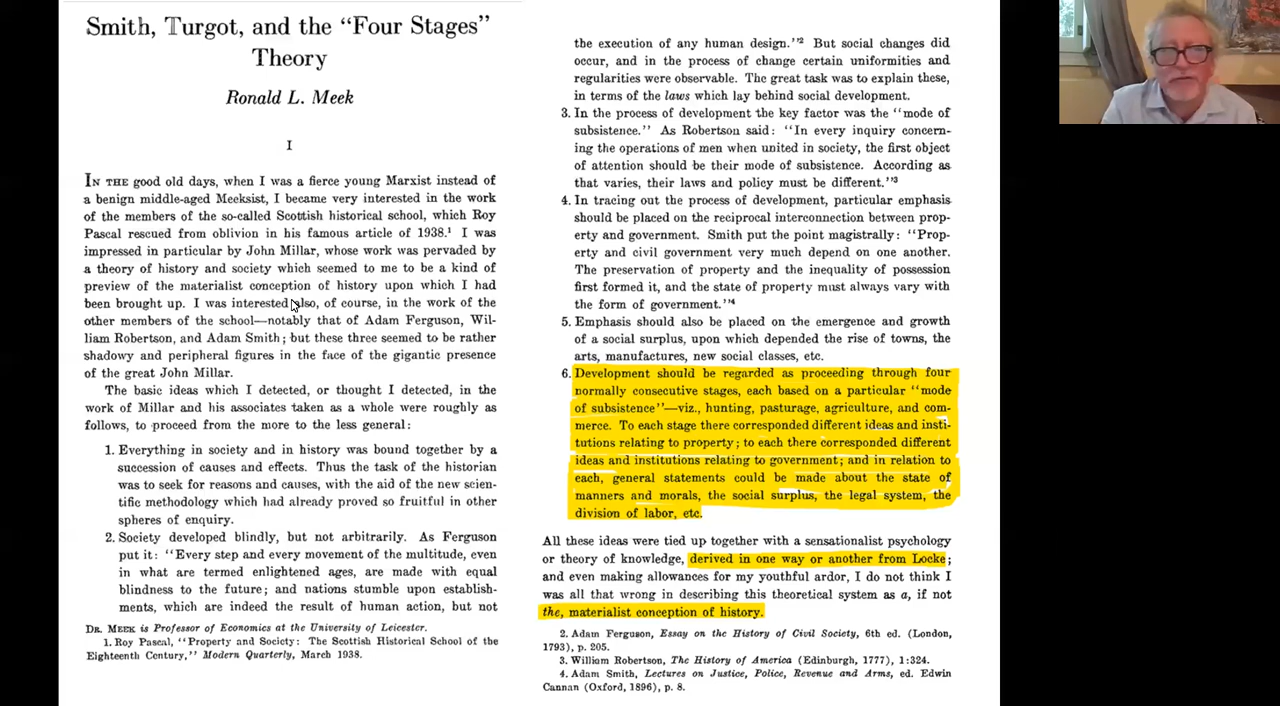 Smith, Turgot, and the “Four Stages”
Theory
Ronald L. Meek
I
IN THE good old days, when I was a fierce young Marxist instead of
a benign middle-aged Meeksist, I became very interested in the work
of the members of the so-called Scottish historical school, which Roy
Pascal rescued from oblivion in his famous article of 1938.¹ I was
impressed in particular by John Millar, whose work was pervaded by
a theory of history and society which seemed to me to be a kind of
preview of the materialist conception of history upon which I had
been brought up. I was interested also, of course, in the work of the
other members of the school—notably that of Adam Ferguson, Wil-
liam Robertson, and Adam Smith; but these three seemed to be rather
shadowy and peripheral figures in the face of the gigantic presence
of the great John Millar.
The basic ideas which I detected, or thought I detected, in the
work of Millar and his associates taken as a whole were roughly as
follows, to proceed from the more to the less general:
1. Everything in society and in history was bound together by a
succession of causes and effects. Thus the task of the historian
was to seek for reasons and causes, with the aid of the new scien-
tific methodology which had already proved so fruitful in other
spheres of enquiry.
2. Society developed blindly, but not arbitrarily. As Ferguson
put it: “Every step and every movement of the multitude, even
in what are termed enlightened ages, are made with equal
blindness to the future; and nations stumble upon establish-
ments, which are indeed the result of human action, but not
DR. MEEK is Professor of Economics at the University of Leicester.
1. Roy Pascal, “Property and Society: The Scottish Historical School of the
Eighteenth Century,” Modern Quarterly, March 1938.
the execution of any human design.”² But social changes did
occur, and in the process of change certain uniformities and
regularities were observable. The great task was to explain these,
in terms of the laws which lay behind social development.
3. In the process of development the key factor was the “mode of
subsistence.” As Robertson said: “In every inquiry concern-
ing the operations of men when united in society, the first object
of attention should be their mode of subsistence. According as
that varies, their laws and policy must be different.”³
4. In tracing out the process of development, particular emphasis
should be placed on the reciprocal interconnection between prop-
erty and government. Smith put the point magistrally: “Prop-
erty and civil government very much depend on one another.
The preservation of property and the inequality of possession
first formed it, and the state of property must always vary with
the form of government.”⁴
5. Emphasis should also be placed on the emergence and growth
of a social surplus, upon which depended the rise of towns, the
arts, manufactures, new social classes, etc.
6. Development should be regarded as proceeding through four
normally consecutive stages, each based on a particular “mode
of subsistence”—viz., hunting, pasturage, agriculture, and com-
merce. To each stage there corresponded different ideas and insti-
tutions relating to property; to each there corresponded different
ideas and institutions relating to government; and in relation to
each, general statements could be made about the state of
manners and morals, the social surplus, the legal system, the
division of labor, etc.
All these ideas were tied up together with a sensationalist psychology
or theory of knowledge, derived in one way or another from Locke;
and even making allowances for my youthful ardor, I do not think I
was all that wrong in describing this theoretical system as a, if not
the, materialist conception of history.
2. Adam Ferguson, Essay on the History of Civil Society, 6th ed. (London,
1793), p. 205.
3. William Robertson, The History of America (Edinburgh, 1777), 1:324.
4. Adam Smith, Lectures on Justice, Police, Revenue and Arms, ed. Edwin
Cannan (Oxford, 1896), p. 8.